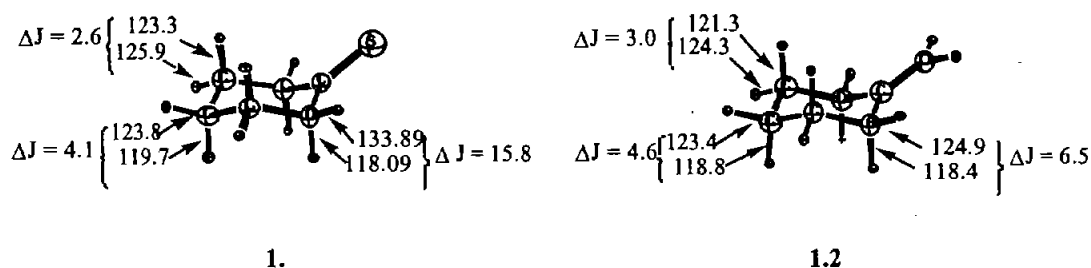 ΔJ = 2.6 { 123.3
125.9
ΔJ = 4.1 { 123.8
119.7
133.89
118.09 } ΔJ = 15.8
S
1.
ΔJ = 3.0 { 121.3
124.3
ΔJ = 4.6 [ 123.4
118.8
124.9
118.4 } ΔJ = 6.5
1.2